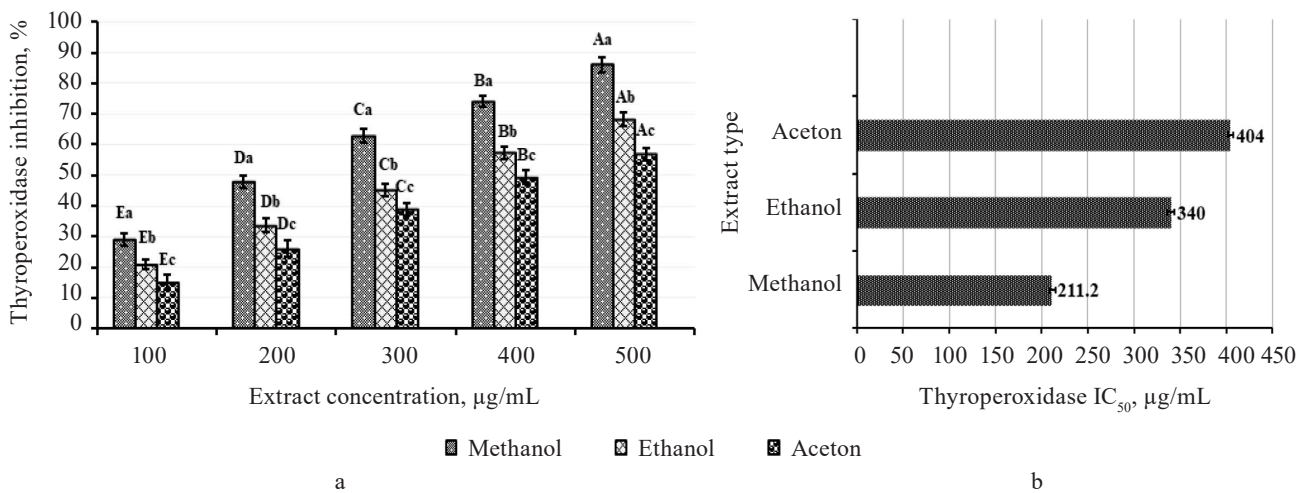 Thyroperoxidase inhibition, %
100
90
80
70
60
50
40
30
20
10
0
Ea
Eb
Ec
Da
Db
Dc
Ca
Cb
Cc
Ba
Bb
Bc
Aa
Ab
Ac
100 200 300 400 500
Extract concentration, µg/mL
Extract type
Aceton
404
Ethanol
340
Methanol
211.2
0 50 100 150 200 250 300 350 400 450
Thyroperoxidase IC50, µg/mL
Methanol Ethanol Aceton
a b